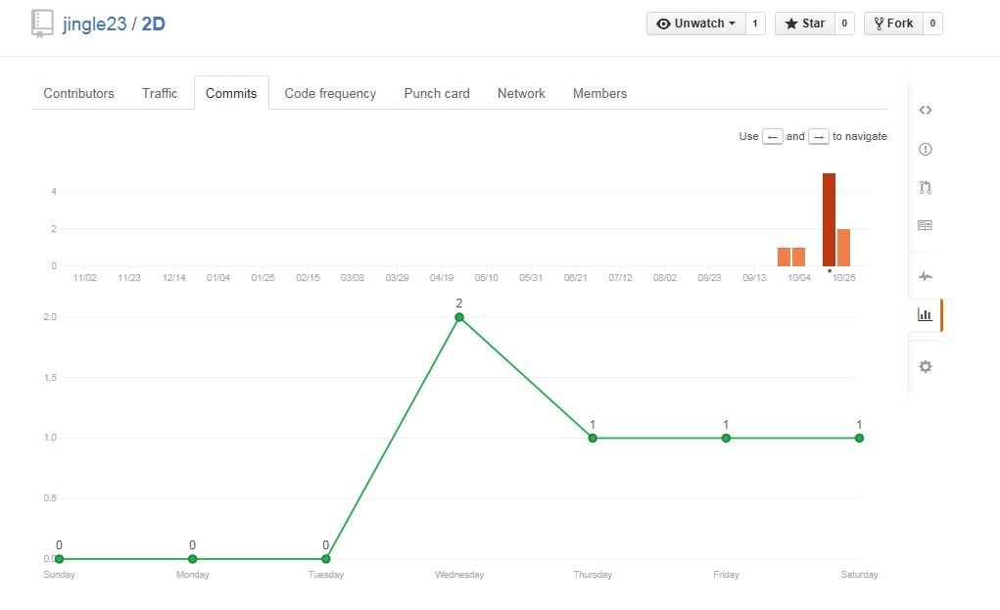 jingle23 / 2D
Unwatch 1 Star 0 Fork 0
Contributors Traffic Commits Code frequency Punch card Network Members
Use ← and → to navigate
4
2
0
11/02 11/23 12/14 01/04 01/25 02/15 03/08 03/29 04/19 05/10 05/31 06/21 07/12 08/02 08/23 09/13 10/04 10/25
2
2.0
1.5
1 1 1
1.0
0.5
0 0 0
0.0
Sunday Monday Tuesday Wednesday Thursday Friday Saturday